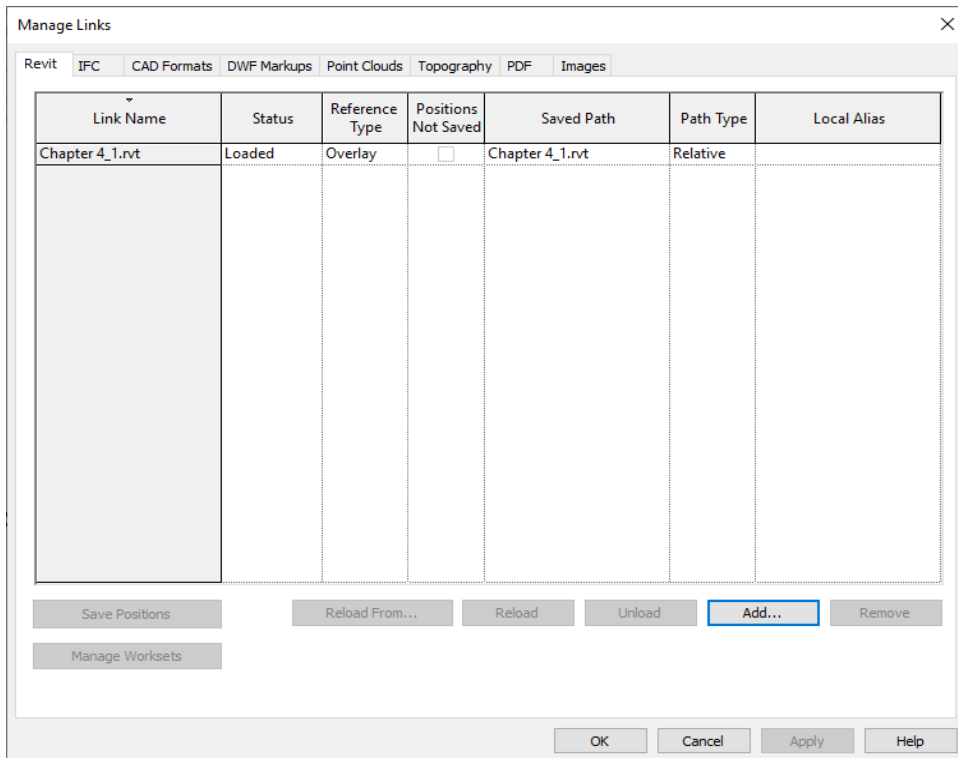 Manage Links
Revit IFC CAD Formats DWF Markups Point Clouds Topography PDF Images
Link Name Status Reference Type Positions Not Saved Saved Path Path Type Local Alias
Chapter 4_1.rvt Loaded Overlay Chapter 4_1.rvt Relative
Save Positions Reload From... Reload Unload Add... Remove
Manage Worksets
OK Cancel Apply Help